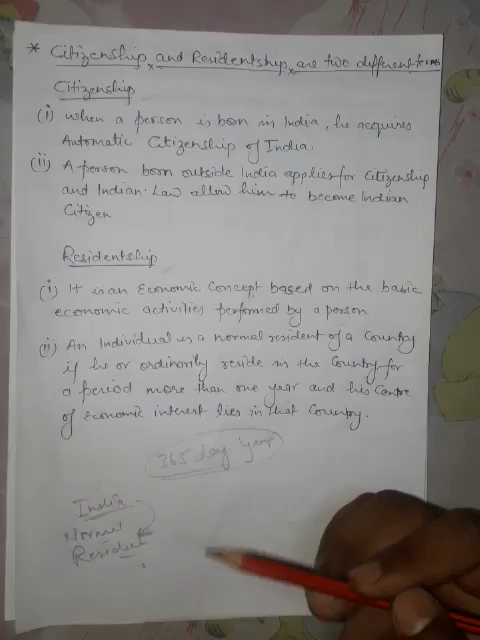 * Citizenship, and Residentship, are two different terms
Citizenship
(i) when a person is born in India, he acquires
Automatic Citizenship of India.
(ii) A person born outside India applies for Citizenship
and Indian Law allow him to become Indian
Citizen
Residentship
(i) It is an Economic Concept based on the basic
economic activities performed by a person
(ii) An Individual is a normal resident of a Country
if he or ordinarily reside in the Country for
a period more than one year and his Centre
of Economic interest lies in that Country.
365 day
India
Normal
Resident